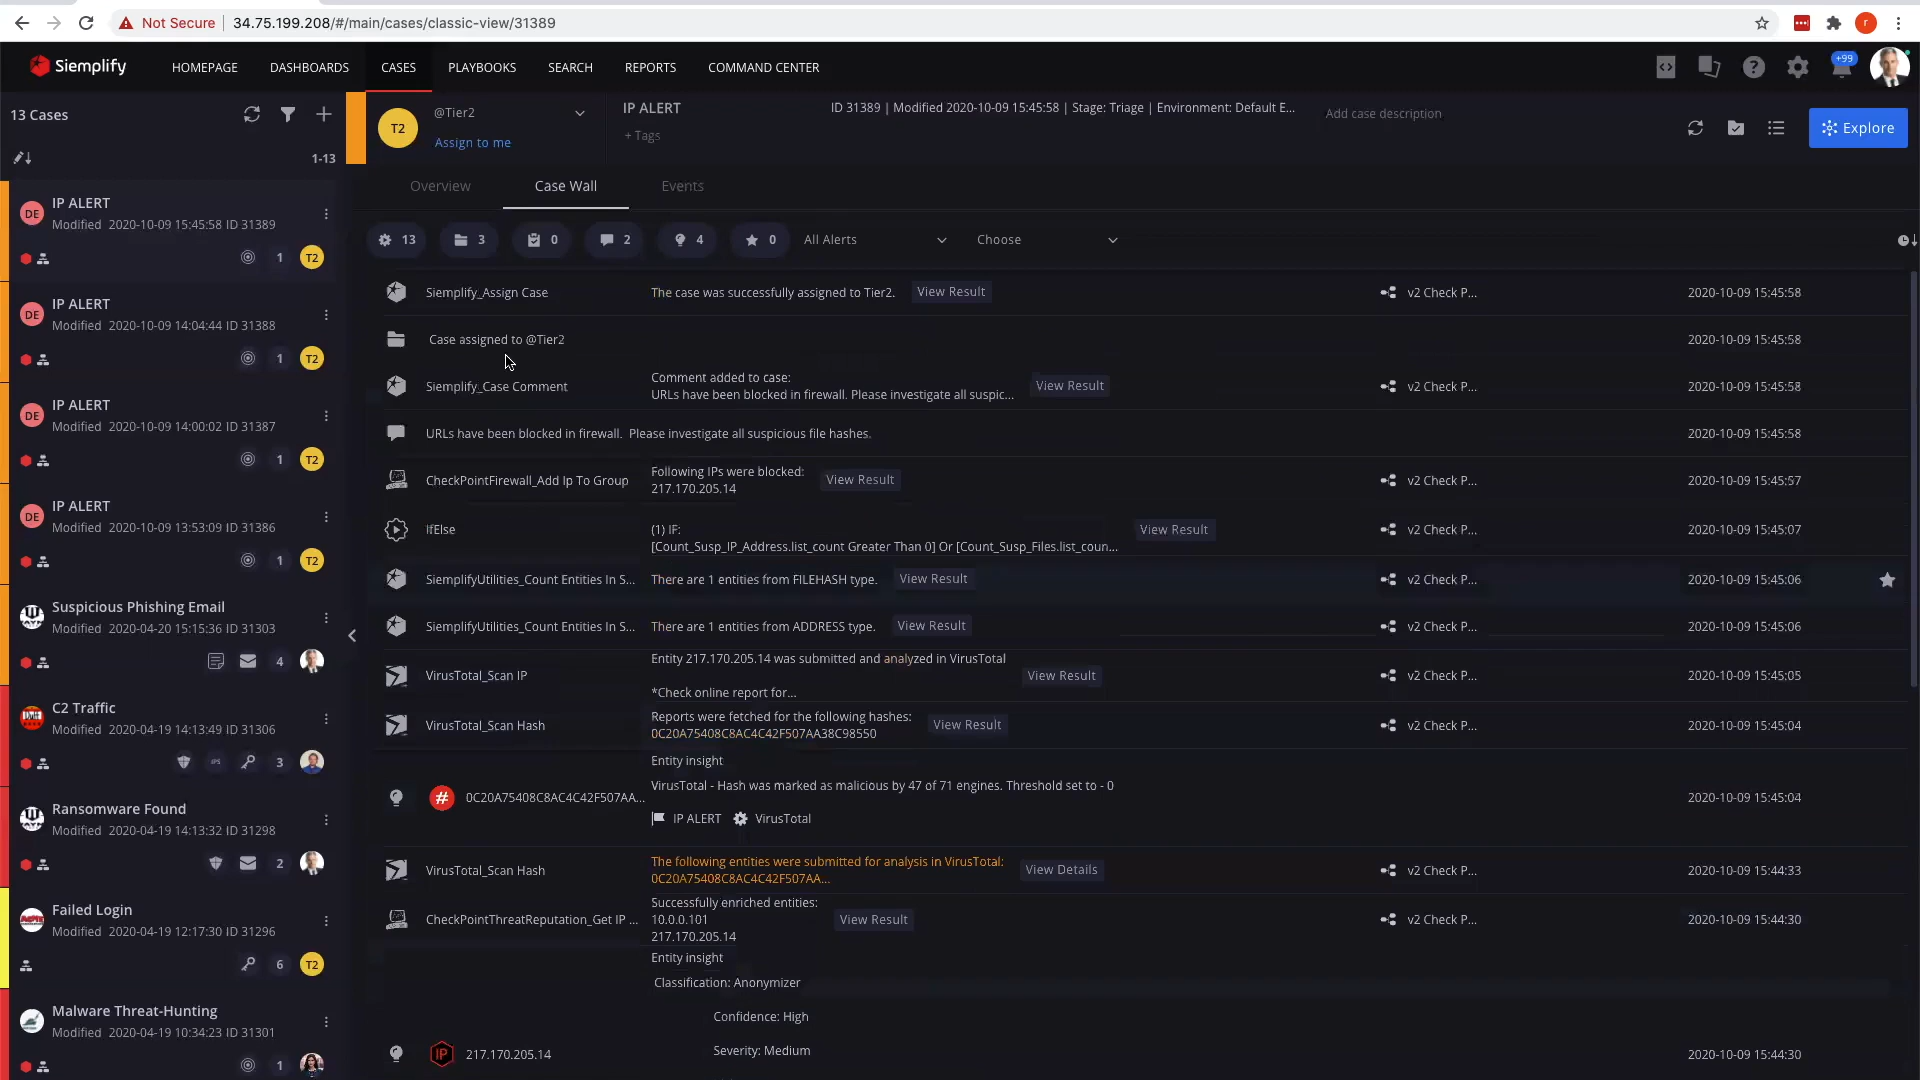 Not Secure 34.75.199.208/#/main/cases/classic-view/31389
r
Siemplify HOMEPAGE DASHBOARDS CASES PLAYBOOKS SEARCH REPORTS COMMAND CENTER +99
13 Cases
1-13
T2 @Tier2
Assign to me
IP ALERT
+ Tags
ID 31389 | Modified 2020-10-09 15:45:58 | Stage: Triage | Environment: Default E...
Add case description
Explore
DE IP ALERT
Modified 2020-10-09 15:45:58 ID 31389
1 T2
DE IP ALERT
Modified 2020-10-09 14:04:44 ID 31388
1 T2
DE IP ALERT
Modified 2020-10-09 14:00:02 ID 31387
1 T2
DE IP ALERT
Modified 2020-10-09 13:53:09 ID 31386
1 T2
Suspicious Phishing Email
Modified 2020-04-20 15:15:36 ID 31303
4
C2 Traffic
Modified 2020-04-19 14:13:49 ID 31306
IPS 3
Ransomware Found
Modified 2020-04-19 14:13:32 ID 31298
2
Failed Login
Modified 2020-04-19 12:17:30 ID 31296
6 T2
Malware Threat-Hunting
Modified 2020-04-19 10:34:23 ID 31301
1
Overview Case Wall Events
13 3 0 2 4 0 All Alerts Choose
Siemplify_Assign Case The case was successfully assigned to Tier2. View Result v2 Check P... 2020-10-09 15:45:58
Case assigned to @Tier2 2020-10-09 15:45:58
Siemplify_Case Comment Comment added to case:
URLs have been blocked in firewall. Please investigate all suspic... View Result v2 Check P... 2020-10-09 15:45:58
URLs have been blocked in firewall. Please investigate all suspicious file hashes. 2020-10-09 15:45:58
CheckPointFirewall_Add Ip To Group Following IPs were blocked:
217.170.205.14 View Result v2 Check P... 2020-10-09 15:45:57
IfElse (1) IF:
[Count_Susp_IP_Address.list_count Greater Than 0] Or [Count_Susp_Files.list_coun... View Result v2 Check P... 2020-10-09 15:45:07
SiemplifyUtilities_Count Entities In S... There are 1 entities from FILEHASH type. View Result v2 Check P... 2020-10-09 15:45:06
SiemplifyUtilities_Count Entities In S... There are 1 entities from ADDRESS type. View Result v2 Check P... 2020-10-09 15:45:06
Entity 217.170.205.14 was submitted and analyzed in VirusTotal
VirusTotal_Scan IP View Result v2 Check P... 2020-10-09 15:45:05
*Check online report for...
Reports were fetched for the following hashes:
VirusTotal_Scan Hash View Result v2 Check P... 2020-10-09 15:45:04
0C20A75408C8AC4C42F507AA38C98550
Entity insight
VirusTotal - Hash was marked as malicious by 47 of 71 engines. Threshold set to - 0
# 0C20A75408C8AC4C42F507AA... 2020-10-09 15:45:04
IP ALERT VirusTotal
The following entities were submitted for analysis in VirusTotal:
VirusTotal_Scan Hash View Details v2 Check P... 2020-10-09 15:44:33
0C20A75408C8AC4C42F507AA...
Successfully enriched entities:
CheckPointThreatReputation_Get IP ... 10.0.0.101 View Result v2 Check P... 2020-10-09 15:44:30
217.170.205.14
Entity insight
Classification: Anonymizer
Confidence: High
Severity: Medium
IP 217.170.205.14 2020-10-09 15:44:30